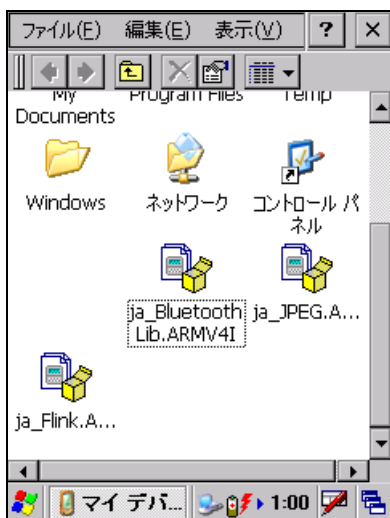 ファイル(F) 編集(E) 表示(V) ? ×
My Documents
Program Files
Temp
Windows
ネットワーク
コントロール パ
ネル
ja_Bluetooth
Lib.ARMV4I
ja_JPEG.A...
ja_Flink.A...
マイ デバ...
1:00